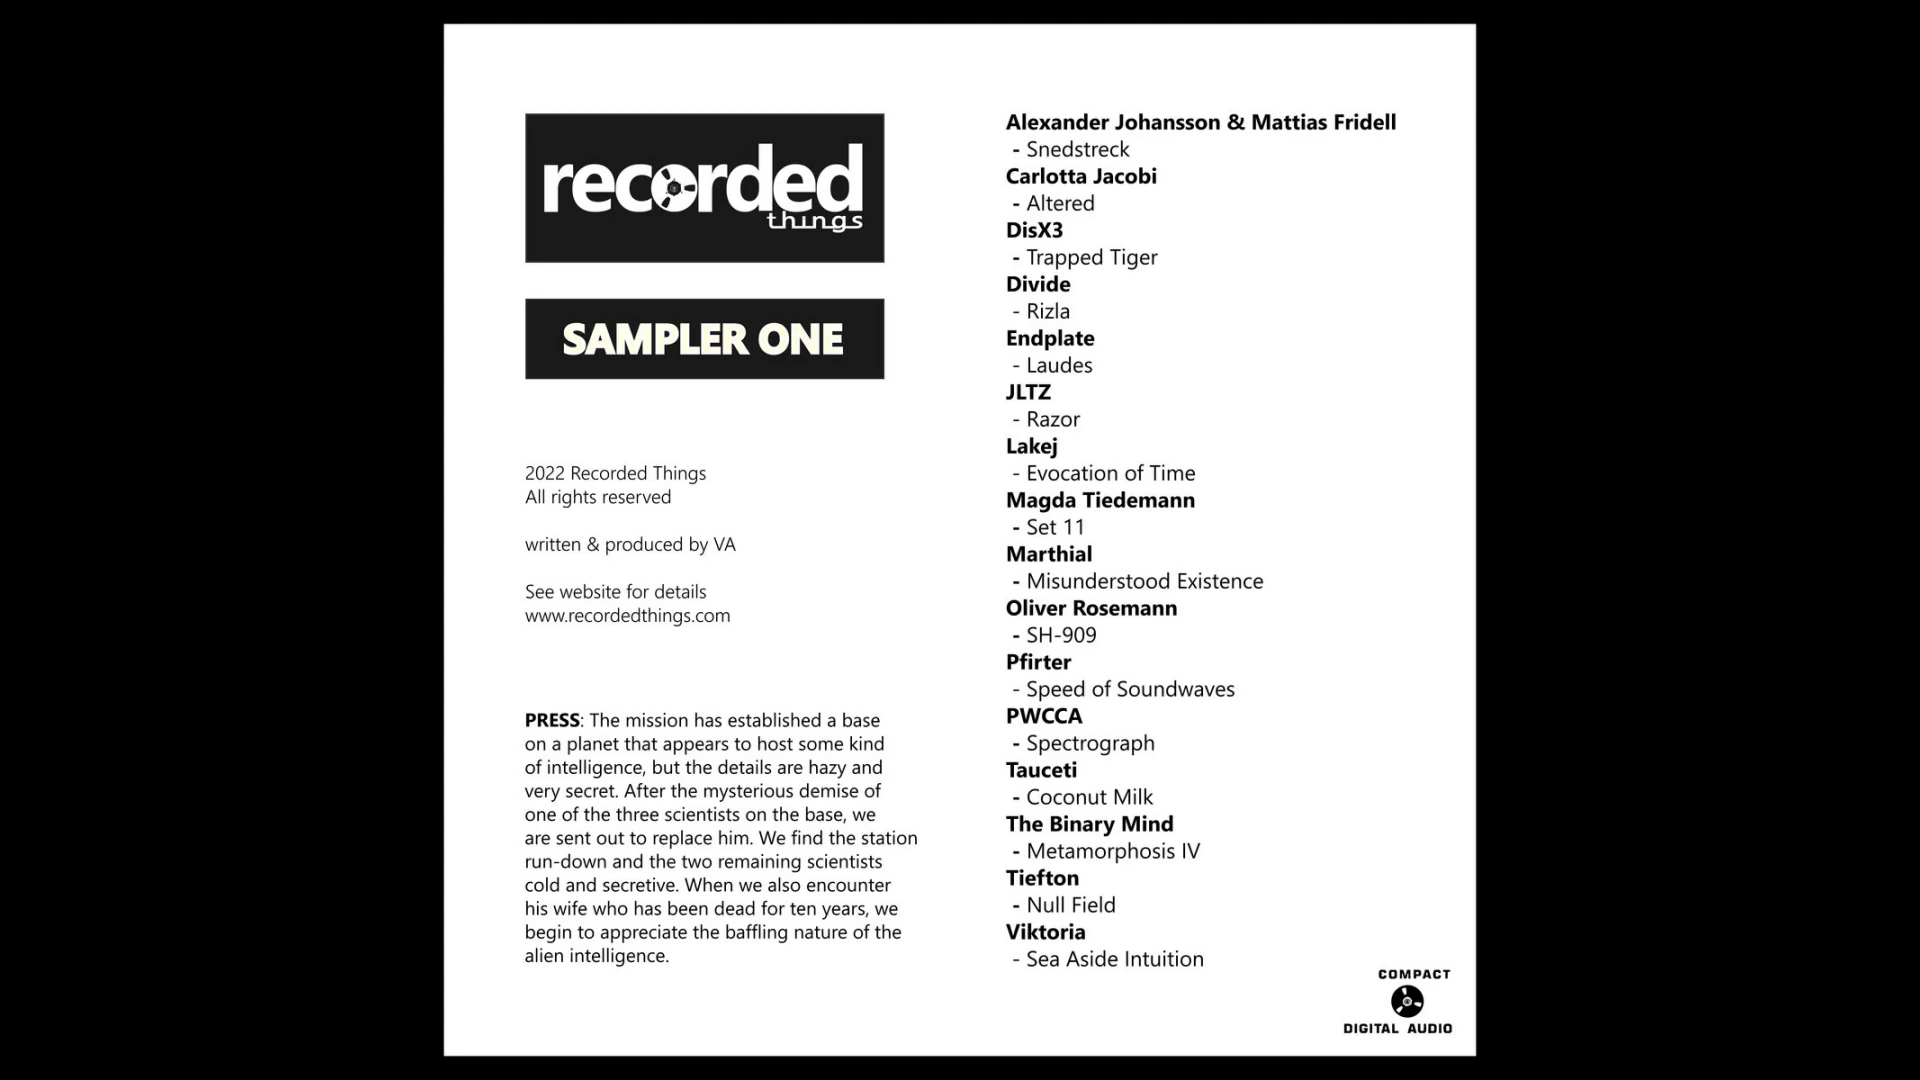 recorded
things
SAMPLER ONE
2022 Recorded Things
All rights reserved
written & produced by VA
See website for details
www.recordedthings.com
PRESS: The mission has established a base
on a planet that appears to host some kind
of intelligence, but the details are hazy and
very secret. After the mysterious demise of
one of the three scientists on the base, we
are sent out to replace him. We find the station
run-down and the two remaining scientists
cold and secretive. When we also encounter
his wife who has been dead for ten years, we
begin to appreciate the baffling nature of the
alien intelligence.
Alexander Johansson & Mattias Fridell
- Snedstreck
Carlotta Jacobi
- Altered
DisX3
- Trapped Tiger
Divide
- Rizla
Endplate
- Laudes
JLTZ
- Razor
Lakej
- Evocation of Time
Magda Tiedemann
- Set 11
Marthial
- Misunderstood Existence
Oliver Rosemann
- SH-909
Pfirter
- Speed of Soundwaves
PWCCA
- Spectrograph
Tauceti
- Coconut Milk
The Binary Mind
- Metamorphosis IV
Tiefton
- Null Field
Viktoria
- Sea Aside Intuition
COMPACT
DIGITAL AUDIO